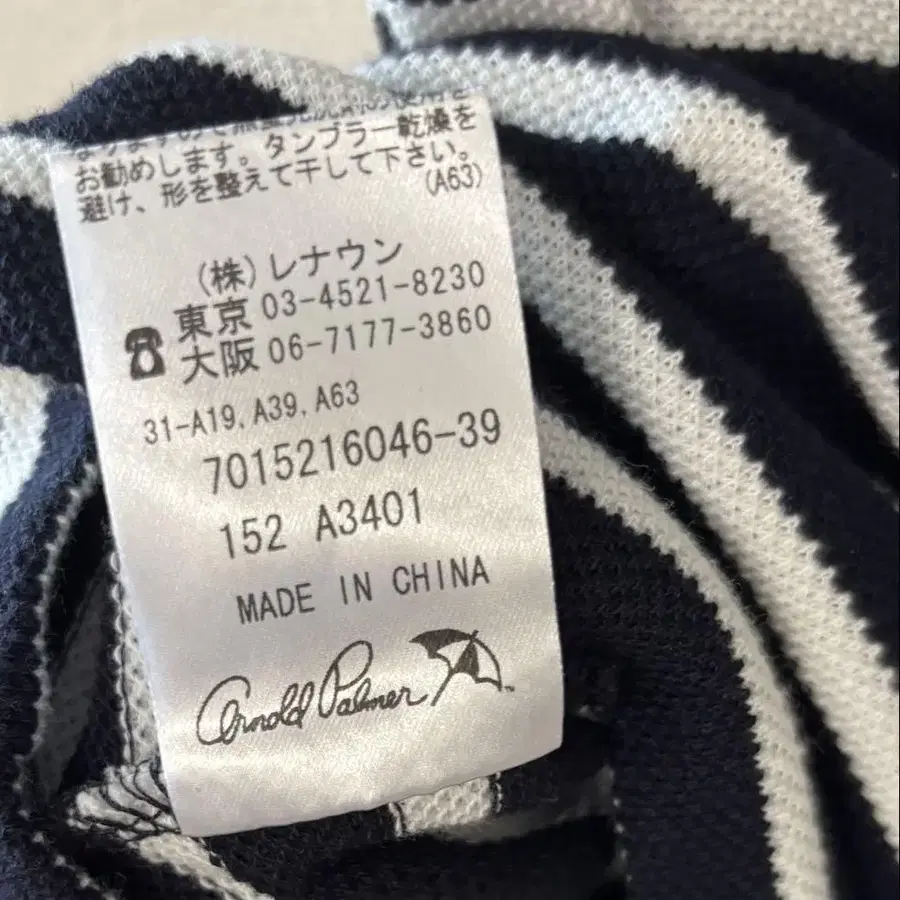 お勧めします。タンブラー乾燥を
避け、形を整えて干して下さい。
(A63)
(株)レナウン
東京 03-4521-8230
大阪 06-7177-3860
31-A19, A39, A63
7015216046-39
152 A3401
MADE IN CHINA
Arnold Palmer